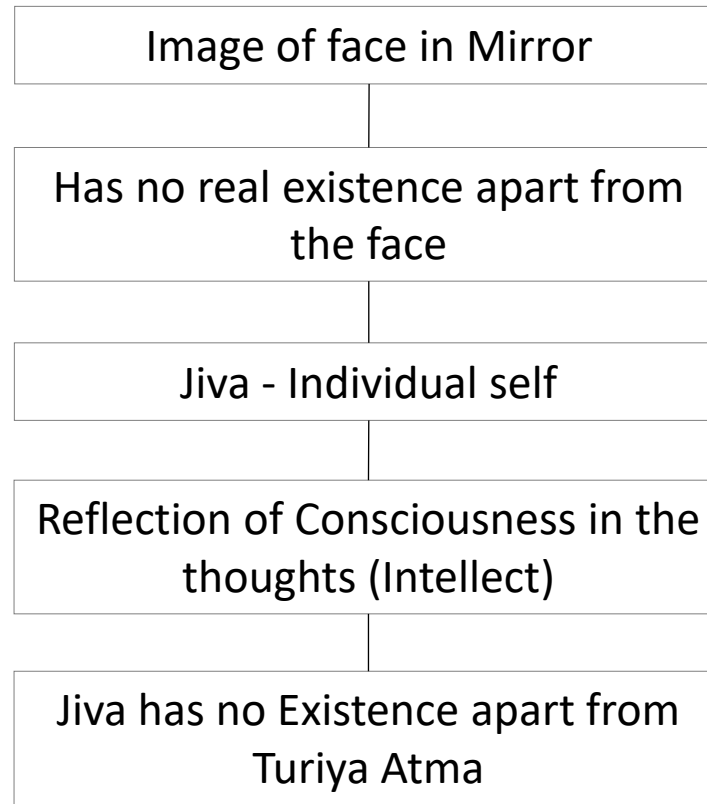 Image of face in Mirror
Has no real existence apart from
the face
Jiva - Individual self
Reflection of Consciousness in the
thoughts (Intellect)
Jiva has no Existence apart from
Turiya Atma